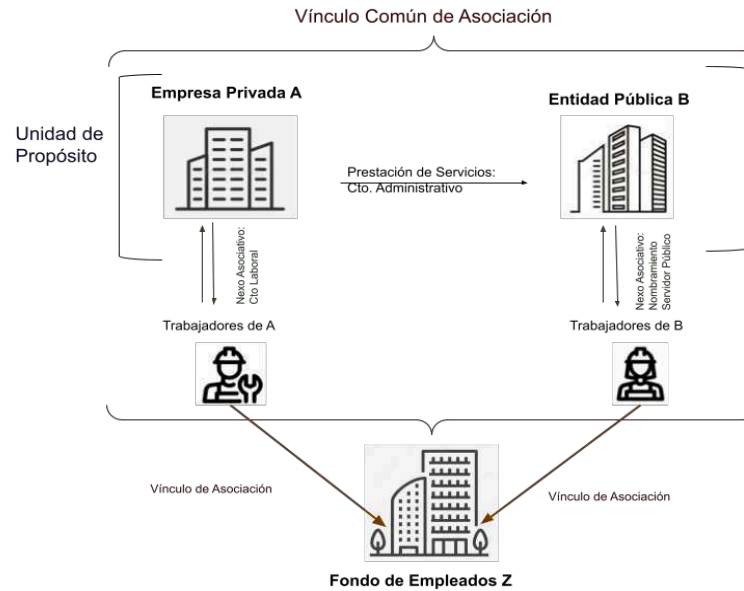 Vínculo Común de Asociación
Empresa Privada A
Entidad Pública B
Unidad de
Propósito
Prestación de Servicios:
Cto. Administrativo
Nexo Asociativo:
Cto Laboral
Nexo Asociativo:
Nombramiento
Servidor Público
Trabajadores de A
Trabajadores de B
Vínculo de Asociación
Vínculo de Asociación
Fondo de Empleados Z